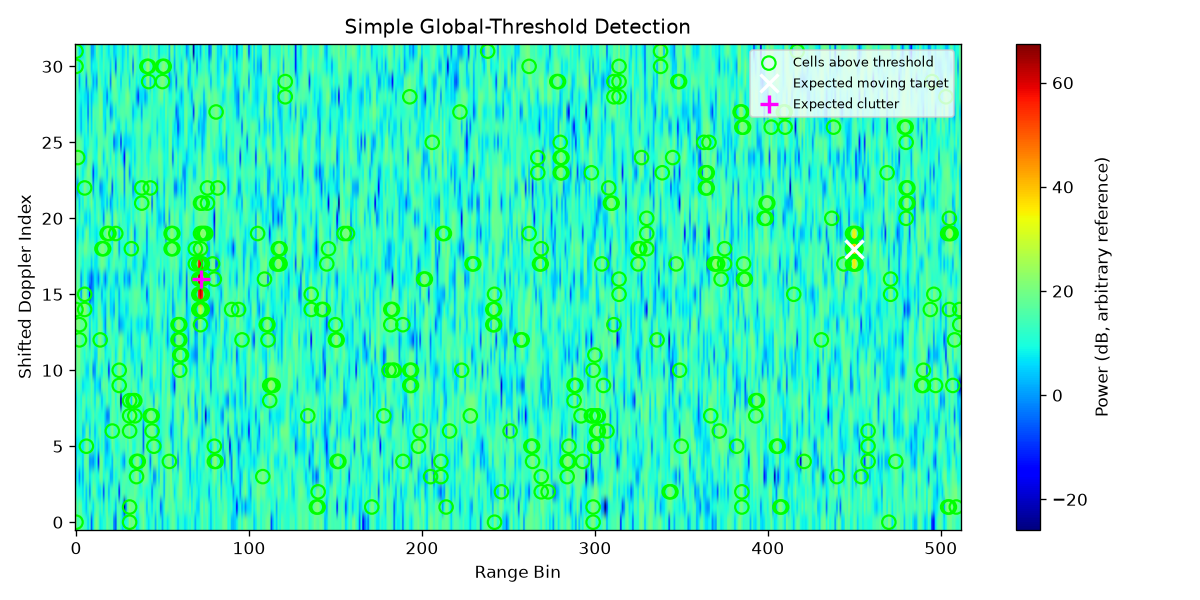 Simple Global-Threshold Detection
Cells above threshold
Expected moving target
Expected clutter
Shifted Doppler Index
30
25
20
15
10
5
0
0
100
200
300
400
500
Range Bin
60
40
20
0
−20
Power (dB, arbitrary reference)